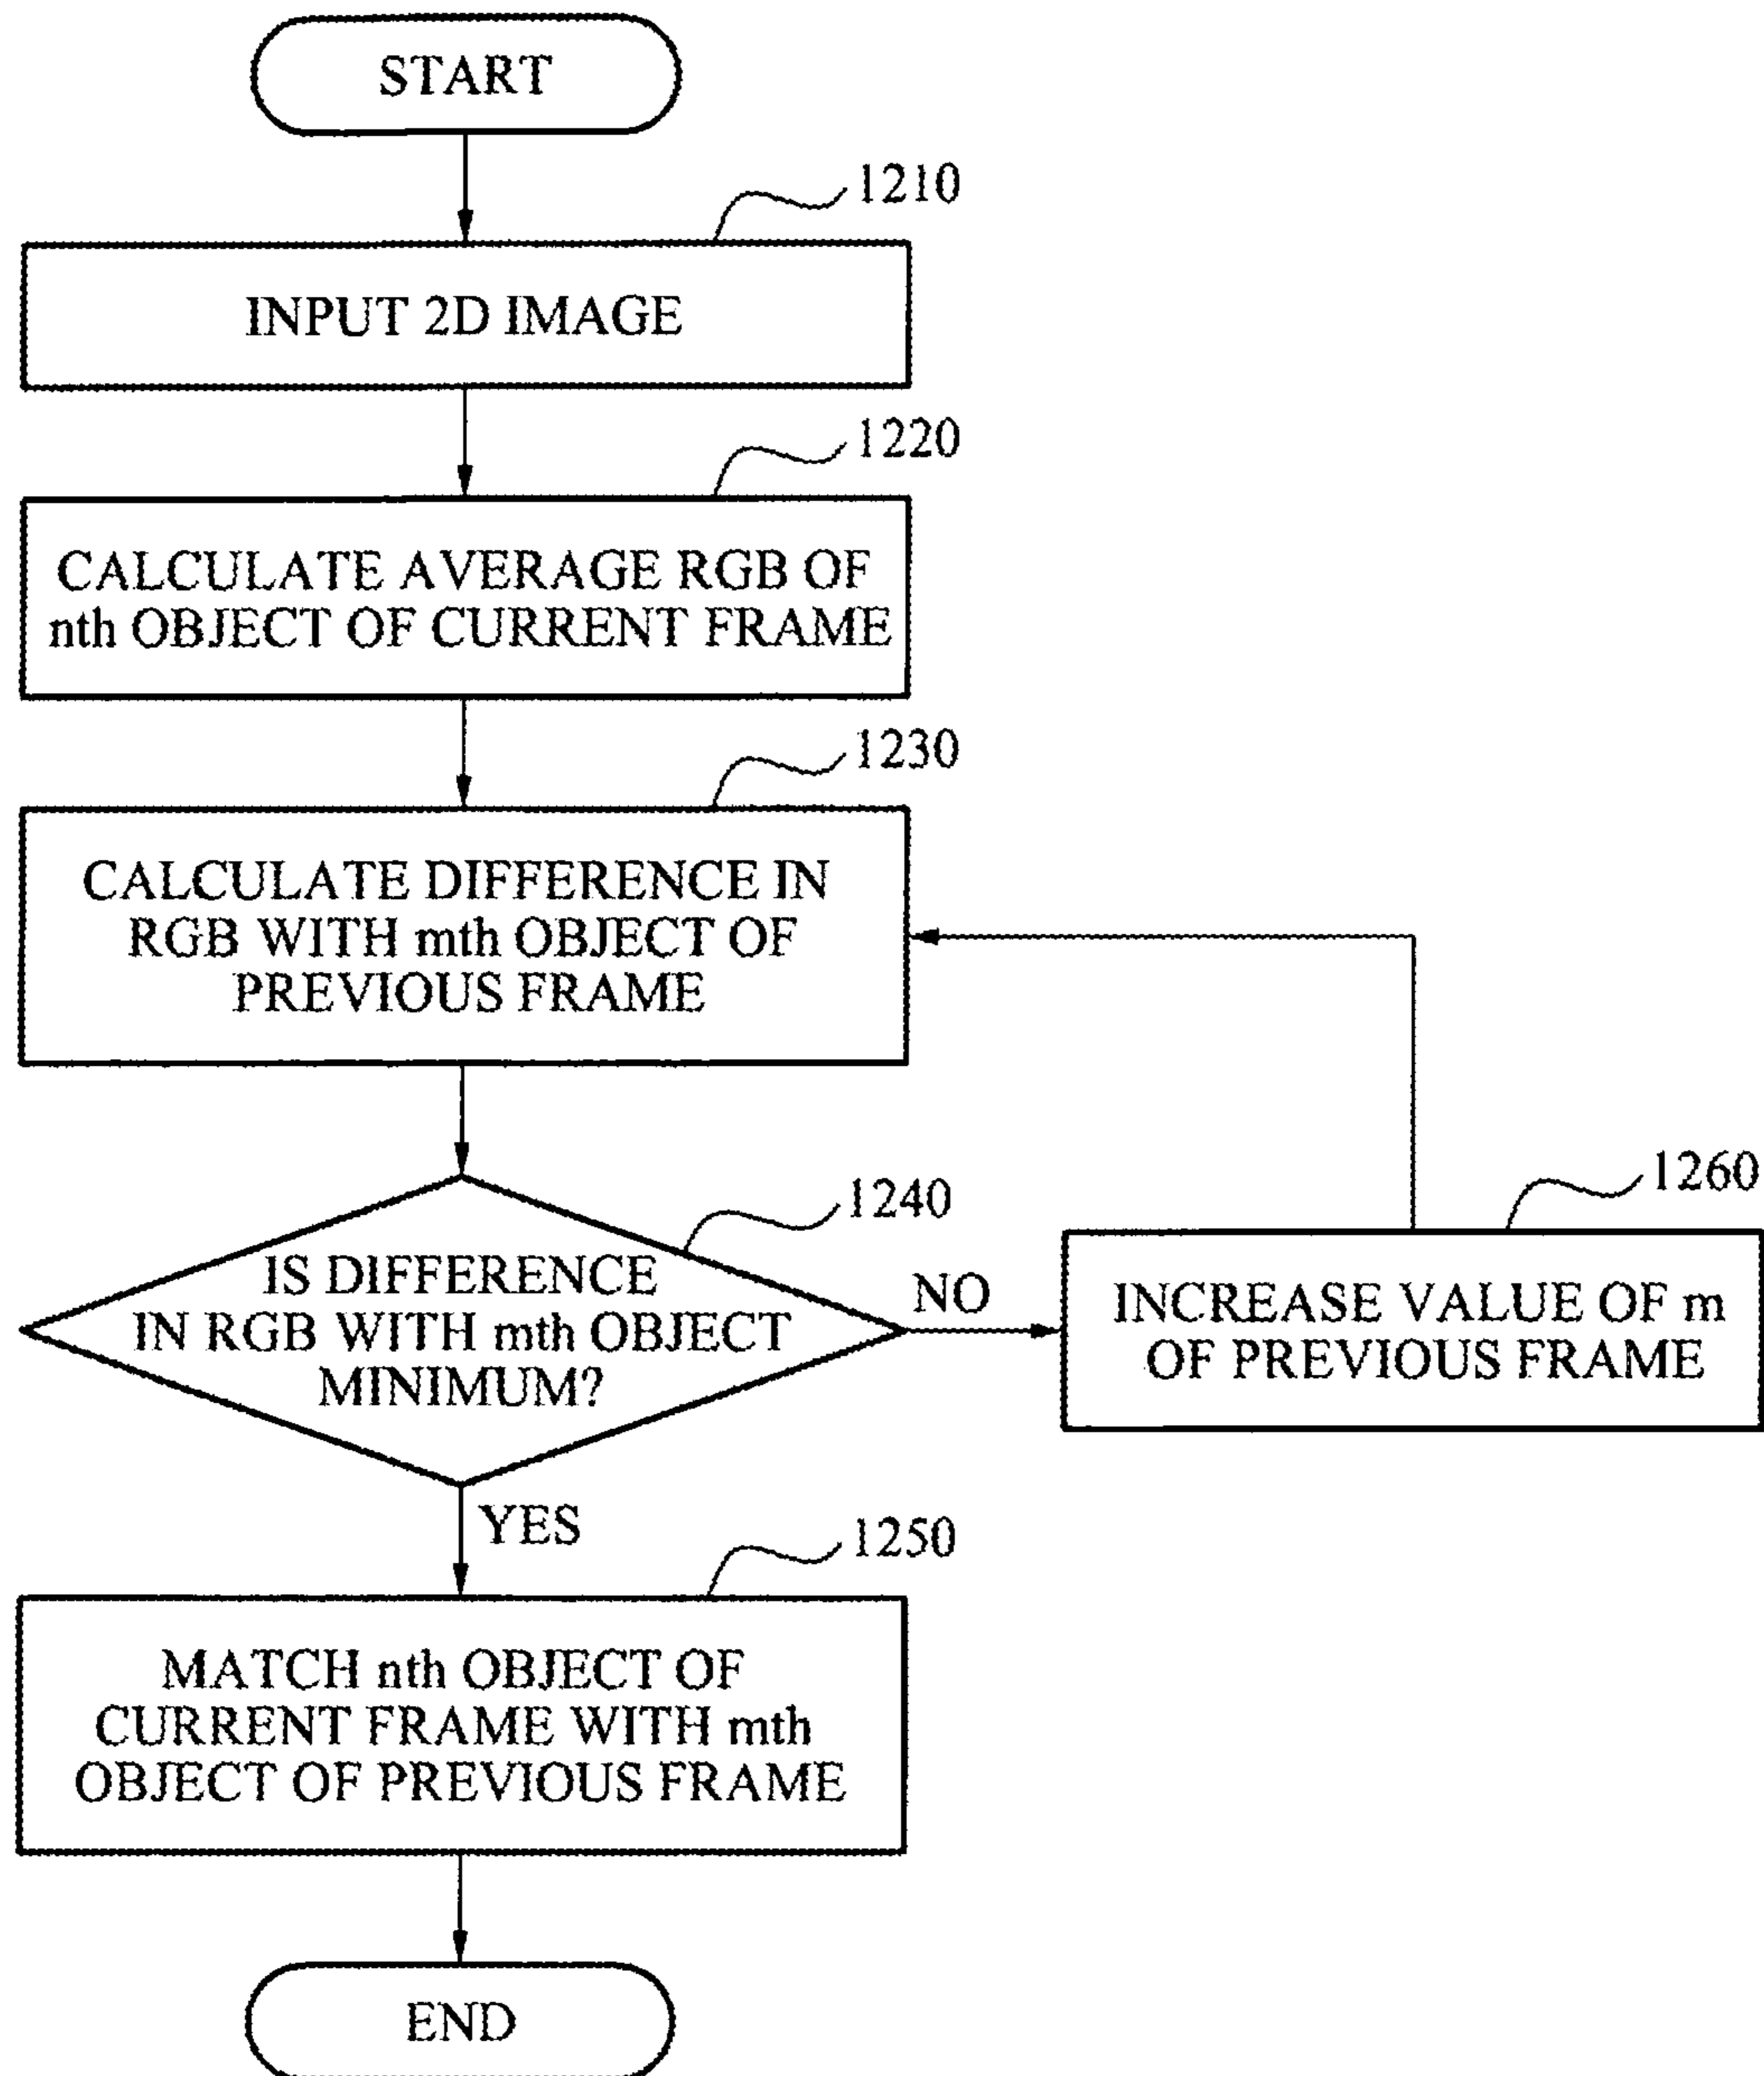 START
1210
INPUT 2D IMAGE
1220
CALCULATE AVERAGE RGB OF
nth OBJECT OF CURRENT FRAME
1230
CALCULATE DIFFERENCE IN
RGB WITH mth OBJECT OF
PREVIOUS FRAME
1240
IS DIFFERENCE
IN RGB WITH mth OBJECT
MINIMUM?
NO
1260
INCREASE VALUE OF m
OF PREVIOUS FRAME
YES
1250
MATCH nth OBJECT OF
CURRENT FRAME WITH mth
OBJECT OF PREVIOUS FRAME
END